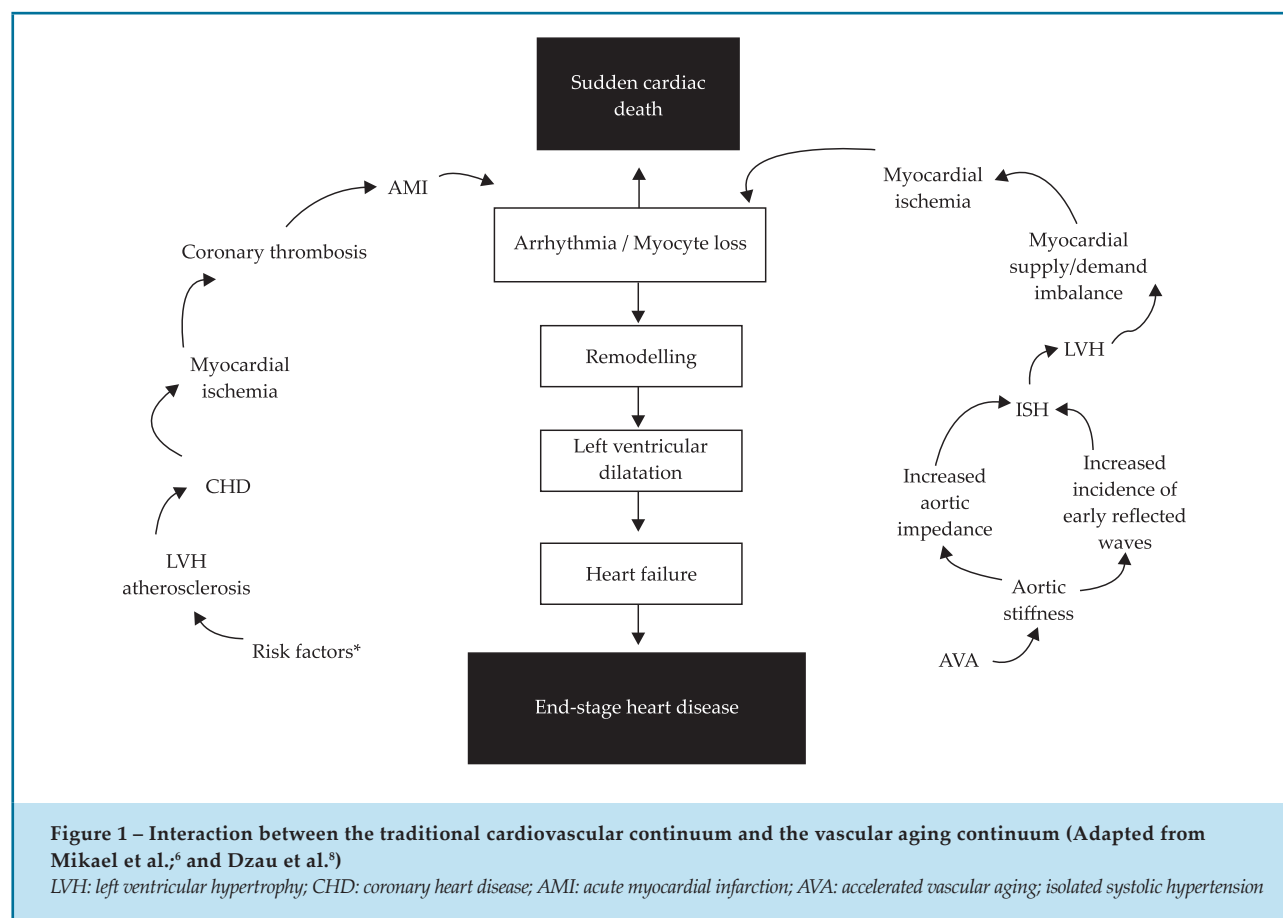 Sudden cardiac
death
AMI
Coronary thrombosis
Myocardial
ischemia
CHD
LVH
atherosclerosis
Risk factors*
Arrhythmia / Myocyte loss
Remodelling
Left ventricular
dilatation
Heart failure
End-stage heart disease
Myocardial
ischemia
Myocardial
supply/demand
imbalance
LVH
ISH
Increased
aortic
impedance
Increased
incidence of
early reflected
waves
Aortic
stiffness
AVA
Figure 1 – Interaction between the traditional cardiovascular continuum and the vascular aging continuum (Adapted from
Mikael et al.;⁶ and Dzau et al.⁸)
LVH: left ventricular hypertrophy; CHD: coronary heart disease; AMI: acute myocardial infarction; AVA: accelerated vascular aging; isolated systolic hypertension